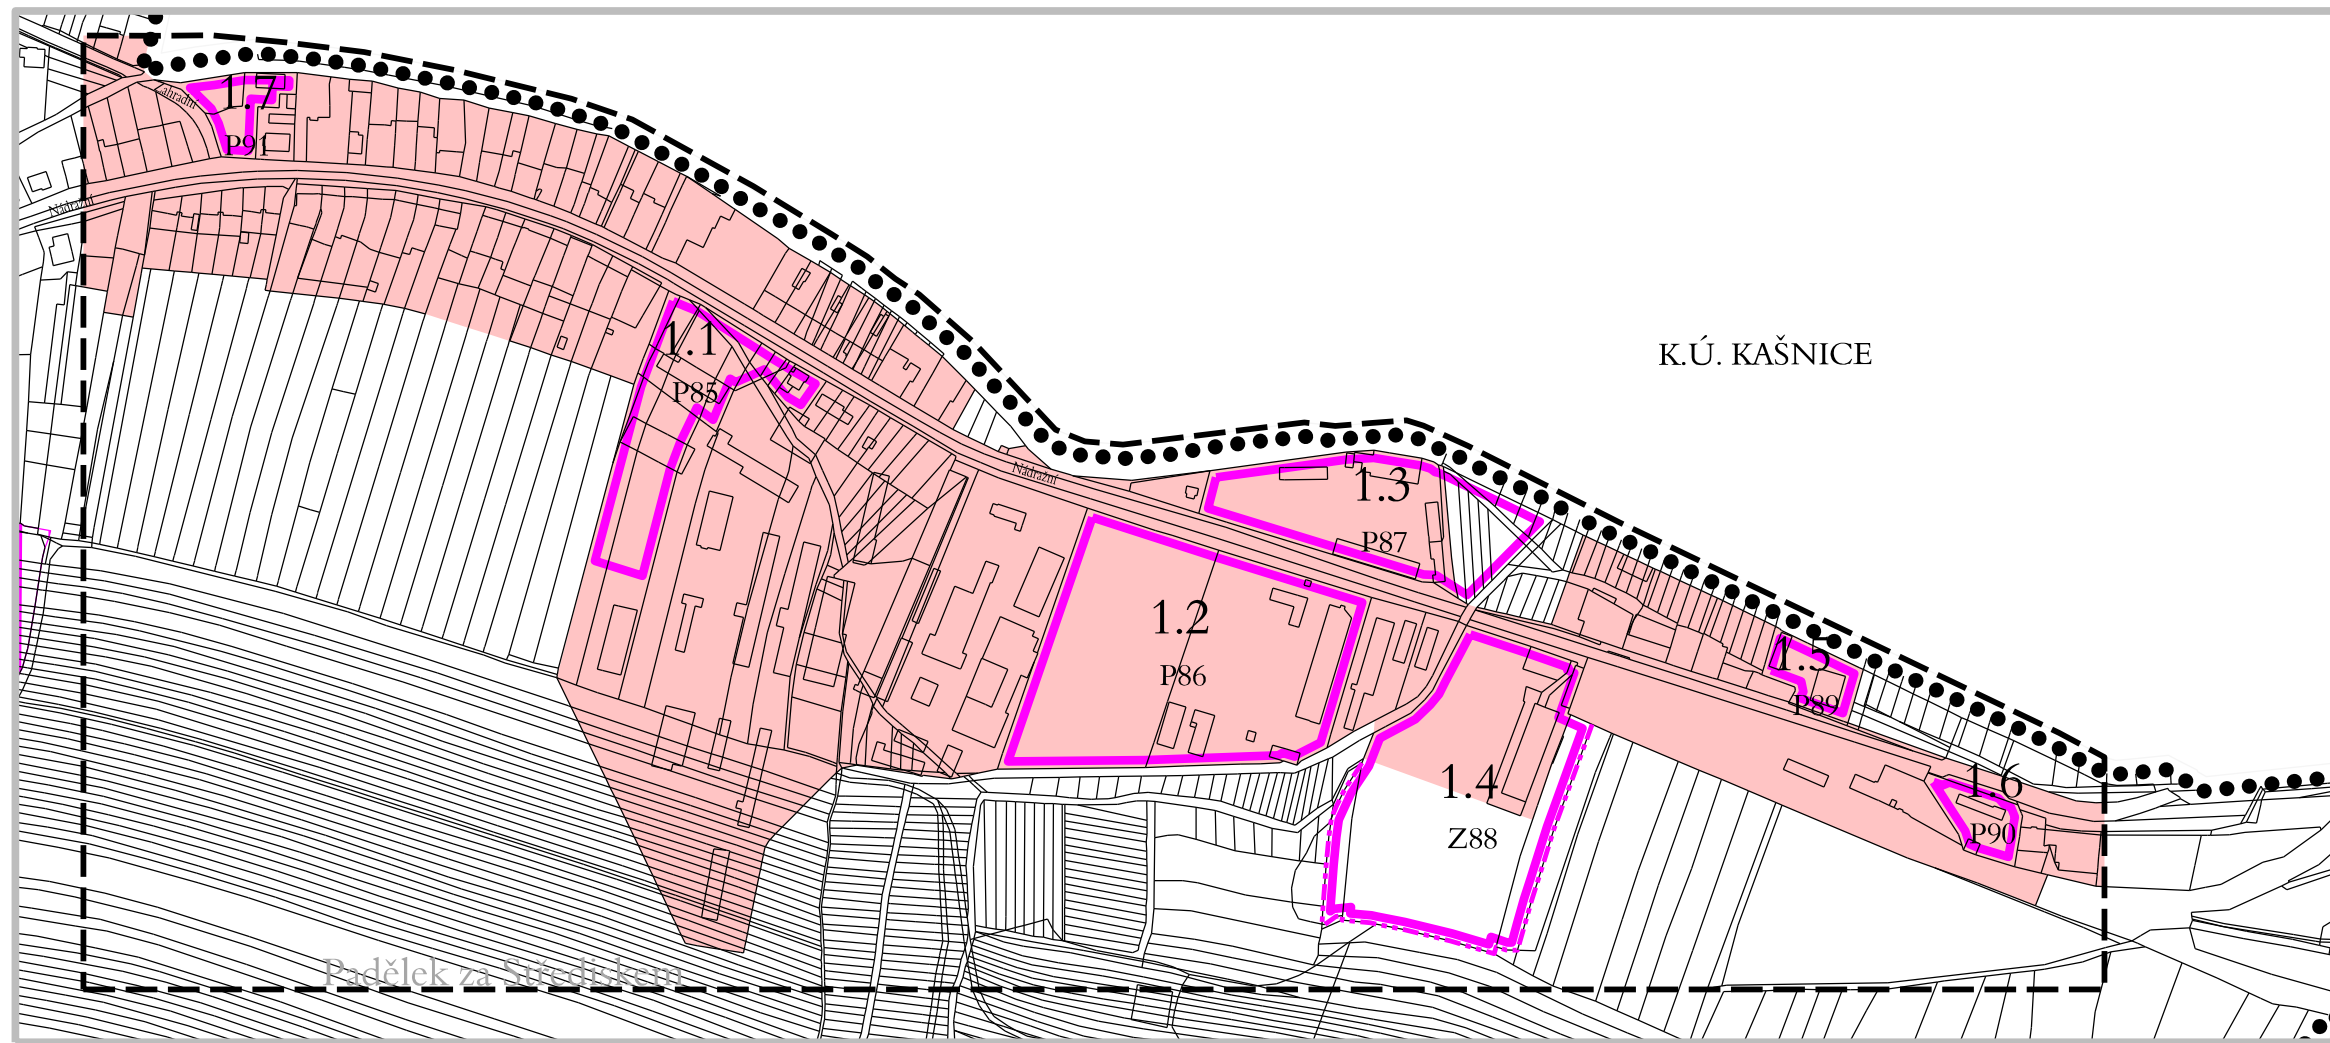 1.7
Zahradní
P91
Nádražní
1.1
K.Ú. KAŠNICE
P85
Nádražní
1.3
P87
1.2
1.5
P86
P89
1.4
1.6
Z88
P90
Padělek za Střediskem